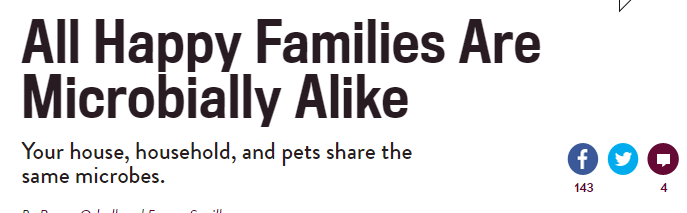 All Happy Families Are
Microbially Alike
Your house, household, and pets share the
same microbes.
143
4